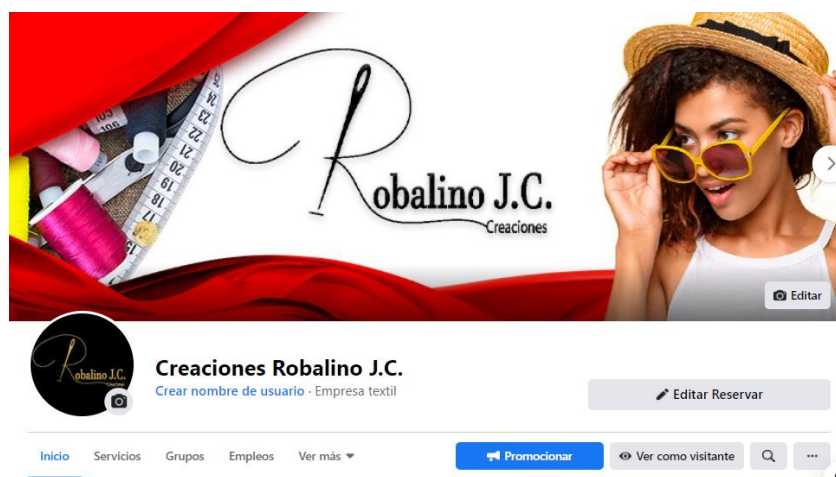 Robalino J.C.
Creaciones
Editar
Robalino J.C.
Creaciones Robalino J.C.
Crear nombre de usuario · Empresa textil
Editar Reservar
Inicio Servicios Grupos Empleos Ver más Promocionar Ver como visitante